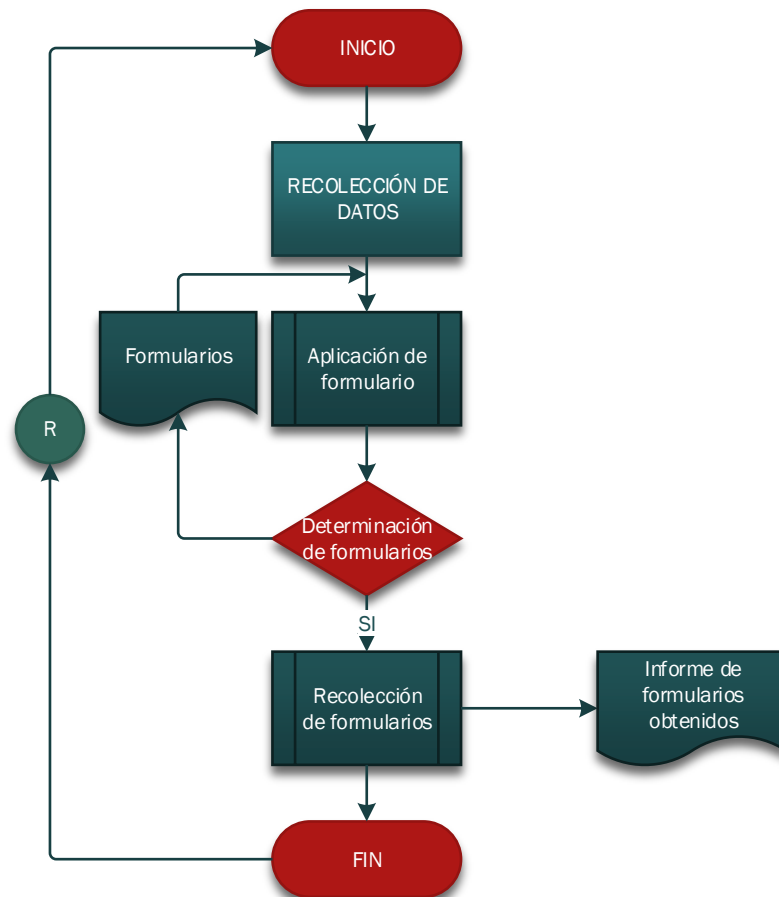 INICIO
RECOLECCIÓN DE
DATOS
Formularios
Aplicación de
formulario
R
Determinación
de formularios
SI
Recolección
de formularios
Informe de
formularios
obtenidos
FIN